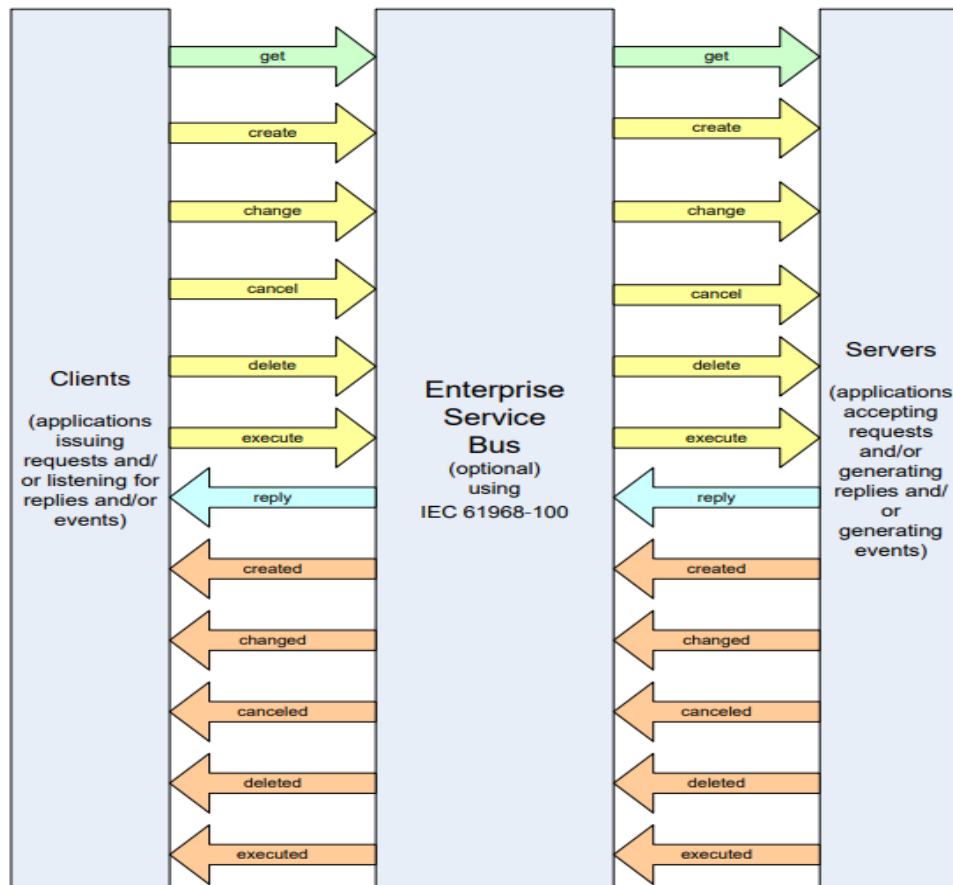 get
create
change
cancel
delete
execute
reply
created
changed
canceled
deleted
executed
Clients
(applications
issuing
requests and/
or listening for
replies and/or
events)
Enterprise
Service
Bus
(optional)
using
IEC 61968-100
get
create
change
cancel
delete
execute
reply
created
changed
canceled
deleted
executed
Servers
(applications
accepting
requests
and/or
generating
replies and/
or
generating
events)